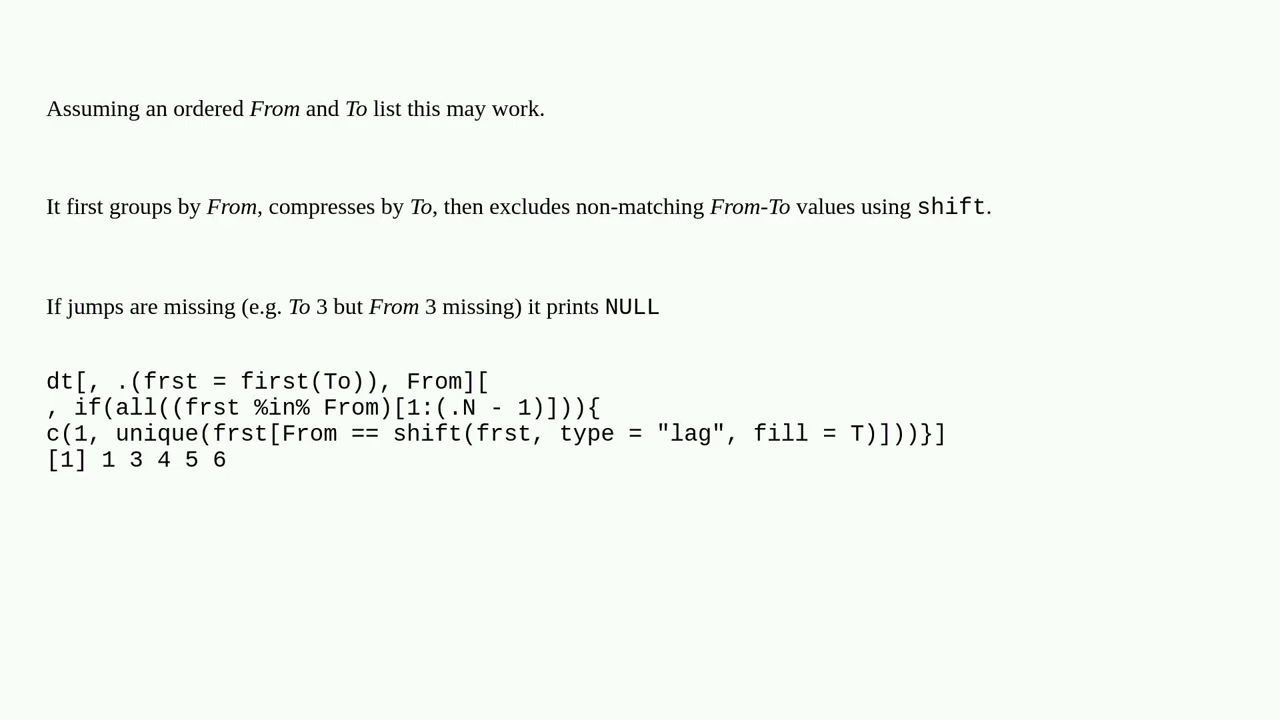 Assuming an ordered From and To list this may work.
It first groups by From, compresses by To, then excludes non-matching From-To values using shift.
If jumps are missing (e.g. To 3 but From 3 missing) it prints NULL
dt[, .(frst = first(To)), From][
, if(all((frst %in% From)[1:(.N - 1)])){
c(1, unique(frst[From == shift(frst, type = "lag", fill = T)]))}]
[1] 1 3 4 5 6